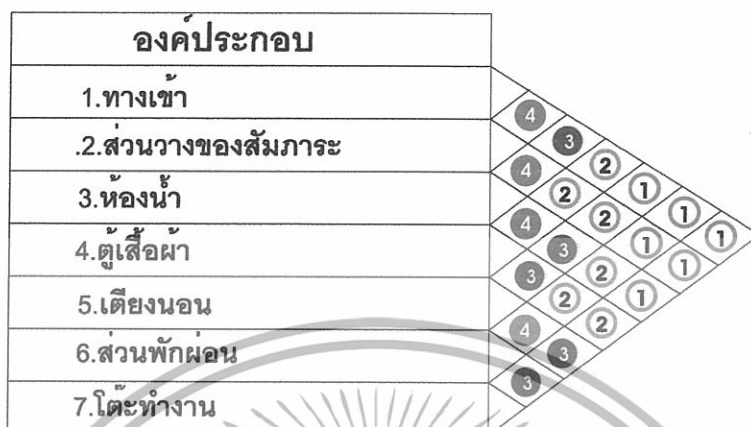 องค์ประกอบ
1.ทางเข้า
4 3 2 1 1 1
.2.ส่วนวางของสัมภาระ
4 2 2 1 1
3.ห้องน้ำ
4 3 2 1
4.ตู้เสื้อผ้า
3 2 2
5.เตียงนอน
4 3
6.ส่วนพักผ่อน
3
7.โต๊ะทำงาน